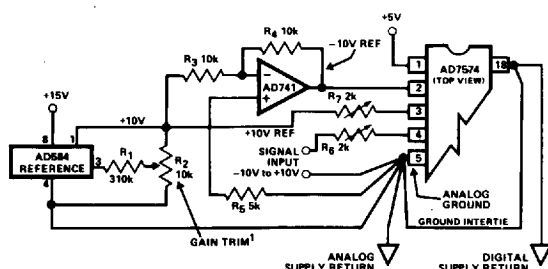 R4 10k
-10V REF
+5V
R3 10k
AD7574
(TOP VIEW)
1
18
AD741
-
+
2
+15V
R7 2k
+10V
3
+10V REF
8
1
SIGNAL INPUT
R6 2k
4
AD584
REFERENCE
3
R1
310k
R2
10k
-10V to +10V
5
4
R5 5k
ANALOG GROUND
GROUND INTERTIE
GAIN TRIM1
ANALOG
SUPPLY RETURN
DIGITAL
SUPPLY RETURN